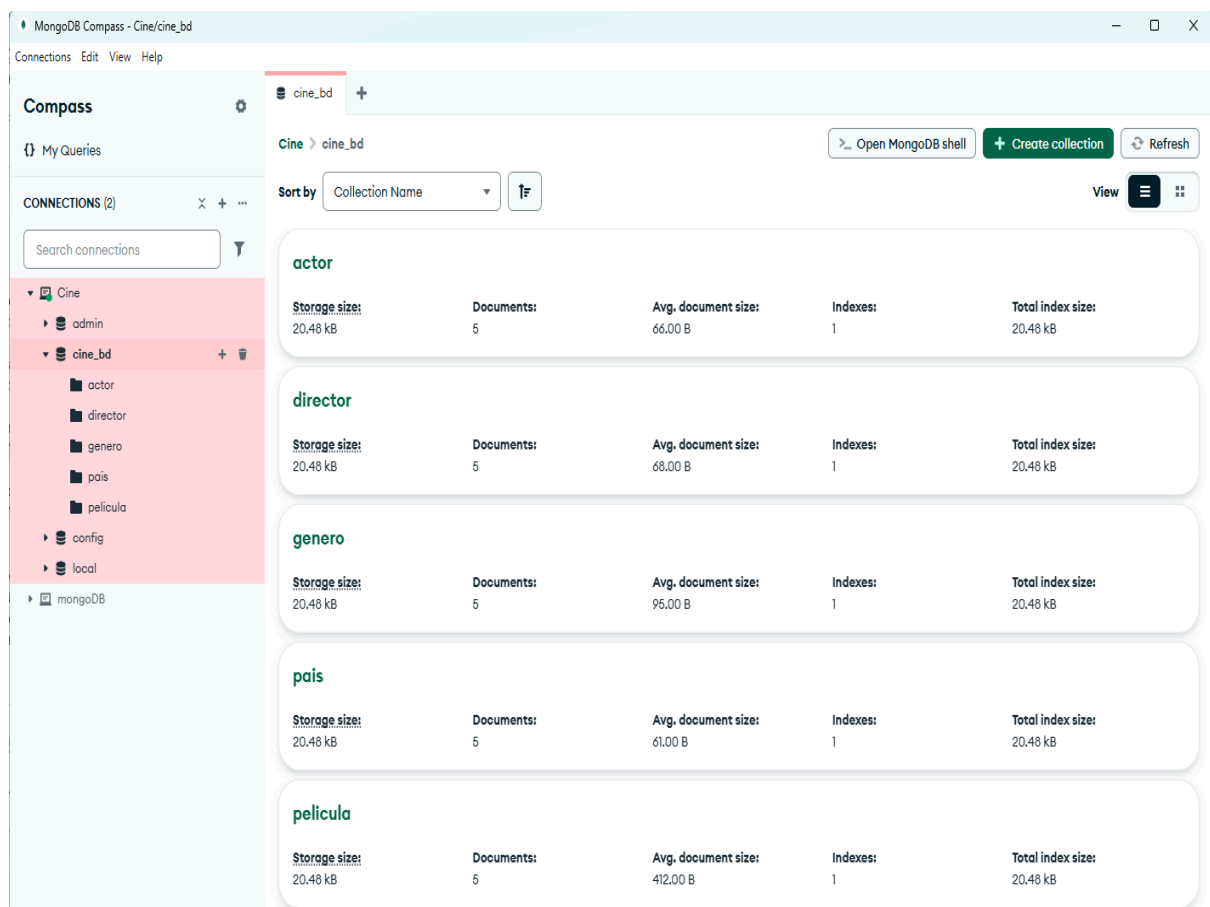 MongoDB Compass - Cine/cine_bd
Connections Edit View Help
Compass
{} My Queries
CONNECTIONS (2)
Search connections
Cine
admin
cine_bd
actor
director
genero
pais
pelicula
config
local
mongoDB
cine_bd
Cine > cine_bd
>_ Open MongoDB shell + Create collection Refresh
Sort by Collection Name View
actor
Storage size: Documents: Avg. document size: Indexes: Total index size:
20.48 kB 5 66.00 B 1 20.48 kB
director
Storage size: Documents: Avg. document size: Indexes: Total index size:
20.48 kB 5 68.00 B 1 20.48 kB
genero
Storage size: Documents: Avg. document size: Indexes: Total index size:
20.48 kB 5 95.00 B 1 20.48 kB
pais
Storage size: Documents: Avg. document size: Indexes: Total index size:
20.48 kB 5 61.00 B 1 20.48 kB
pelicula
Storage size: Documents: Avg. document size: Indexes: Total index size:
20.48 kB 5 412.00 B 1 20.48 kB